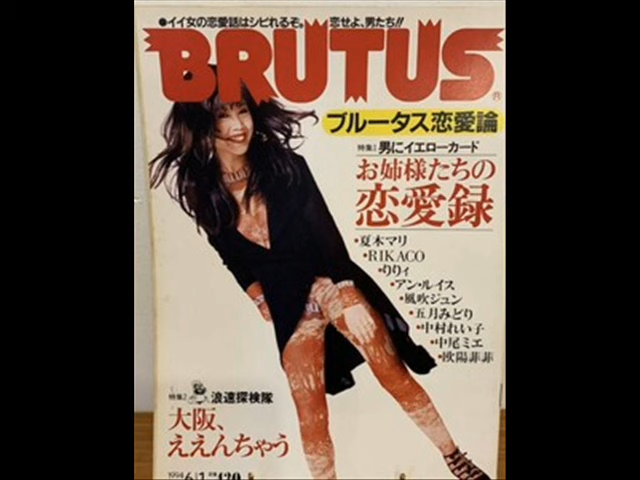 ●イイ女の恋愛話はシビれるぞ。 恋せよ、男たち!!
BRUTUS
ブルータス恋愛論
特集1 男にイエローカード
お姉様たちの
恋愛録
•夏木マリ
•RIKACO
•りりィ
•アン・ルイス
•風吹ジュン
•五月みどり
•中村れい子
•中尾ミエ
•欧陽菲菲
特集2 浪速探検隊
大阪、
ええんちゃう
1994 6/1 420